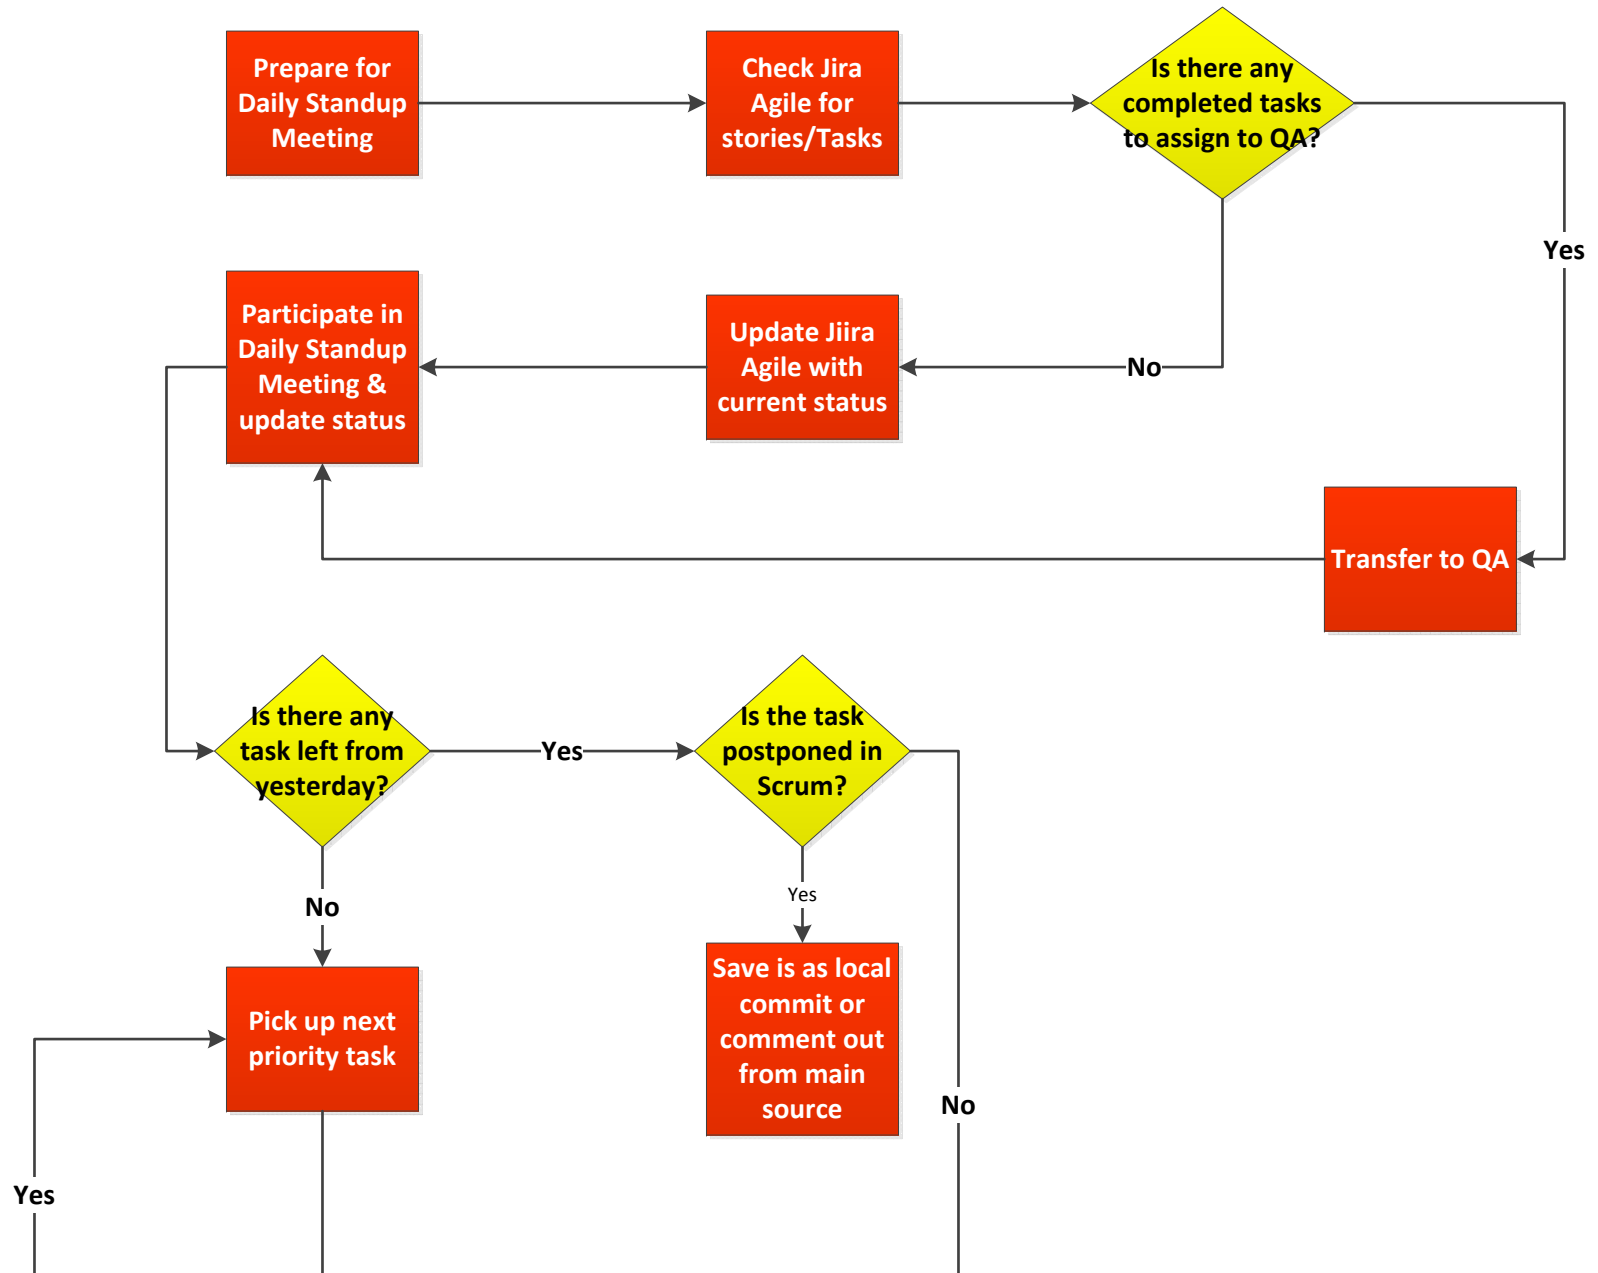 Prepare for
Daily Standup
Meeting
Check Jira
Agile for
stories/Tasks
Is there any
completed tasks
to assign to QA?
Yes
Participate in
Daily Standup
Meeting &
update status
Update Jiira
Agile with
current status
No
Transfer to QA
Is there any
task left from
yesterday?
Yes
Is the task
postponed in
Scrum?
No
Yes
Pick up next
priority task
Save is as local
commit or
comment out
from main
source
No
Yes